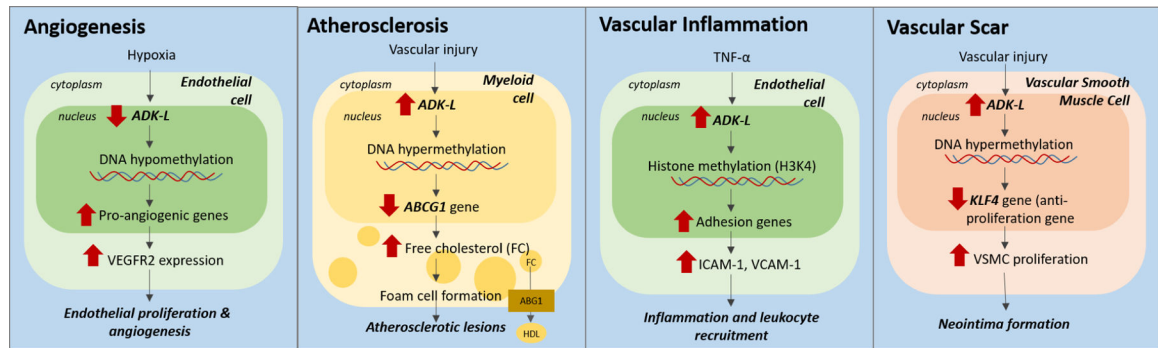 Angiogenesis
Hypoxia
cytoplasm
Endothelial
cell
nucleus
ADK-L
DNA hypomethylation
Pro-angiogenic genes
VEGFR2 expression
Endothelial proliferation &
angiogenesis
Atherosclerosis
Vascular injury
cytoplasm
Myeloid
cell
ADK-L
nucleus
DNA hypermethylation
ABCG1 gene
Free cholesterol (FC)
FC
Foam cell formation
ABG1
Atherosclerotic lesions
HDL
Vascular Inflammation
TNF-α
cytoplasm
Endothelial
cell
nucleus
ADK-L
Histone methylation (H3K4)
Adhesion genes
ICAM-1, VCAM-1
Inflammation and leukocyte
recruitment
Vascular Scar
Vascular injury
cytoplasm
Vascular Smooth
Muscle Cell
ADK-L
nucleus
DNA hypermethylation
KLF4 gene (anti-
proliferation gene
VSMC proliferation
Neointima formation